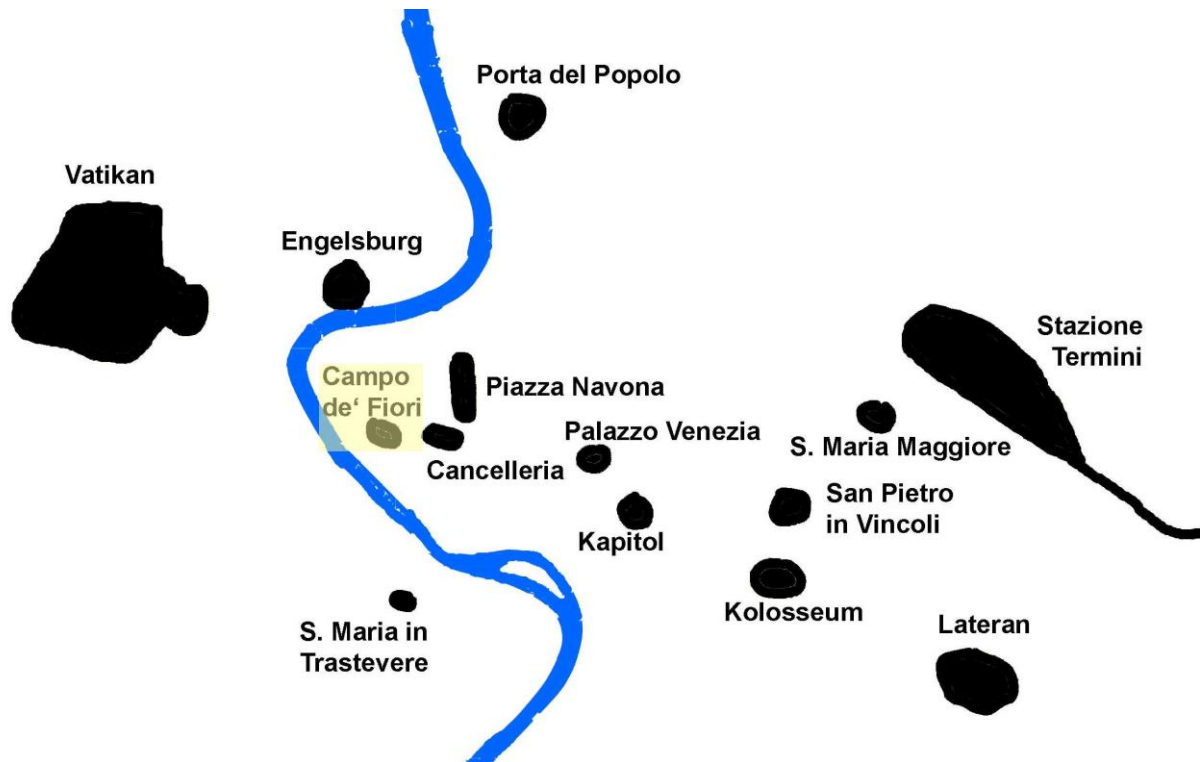 Porta del Popolo
Vatikan
Engelsburg
Stazione
Termini
Campo
de‘ Fiori
Piazza Navona
Palazzo Venezia
S. Maria Maggiore
Cancelleria
San Pietro
in Vincoli
Kapitol
Kolosseum
S. Maria in
Trastevere
Lateran